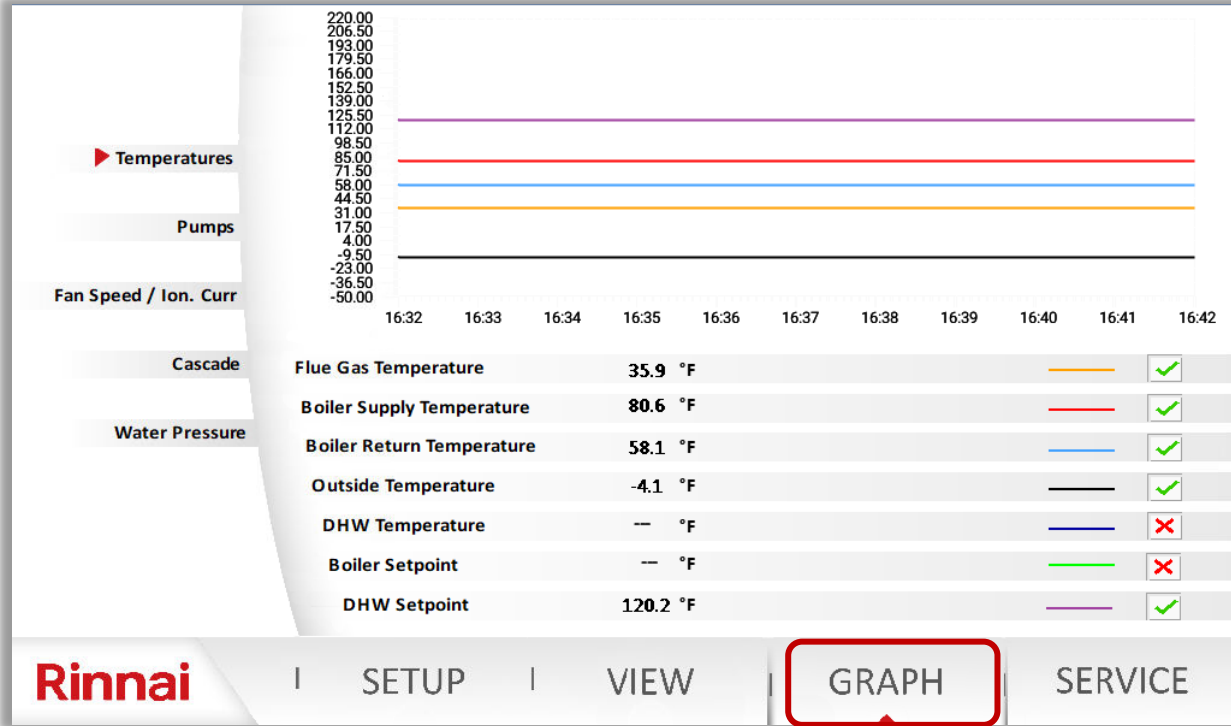 220.00
206.50
193.00
179.50
166.00
152.50
139.00
125.50
112.00
98.50
85.00
71.50
58.00
44.50
31.00
17.50
4.00
-9.50
-23.00
-36.50
-50.00
16:32 16:33 16:34 16:35 16:36 16:37 16:38 16:39 16:40 16:41 16:42
Temperatures
Pumps
Fan Speed / Ion. Curr
Cascade
Water Pressure
Flue Gas Temperature 35.9 °F
Boiler Supply Temperature 80.6 °F
Boiler Return Temperature 58.1 °F
Outside Temperature -4.1 °F
DHW Temperature --- °F
Boiler Setpoint --- °F
DHW Setpoint 120.2 °F
Rinnai SETUP VIEW GRAPH SERVICE